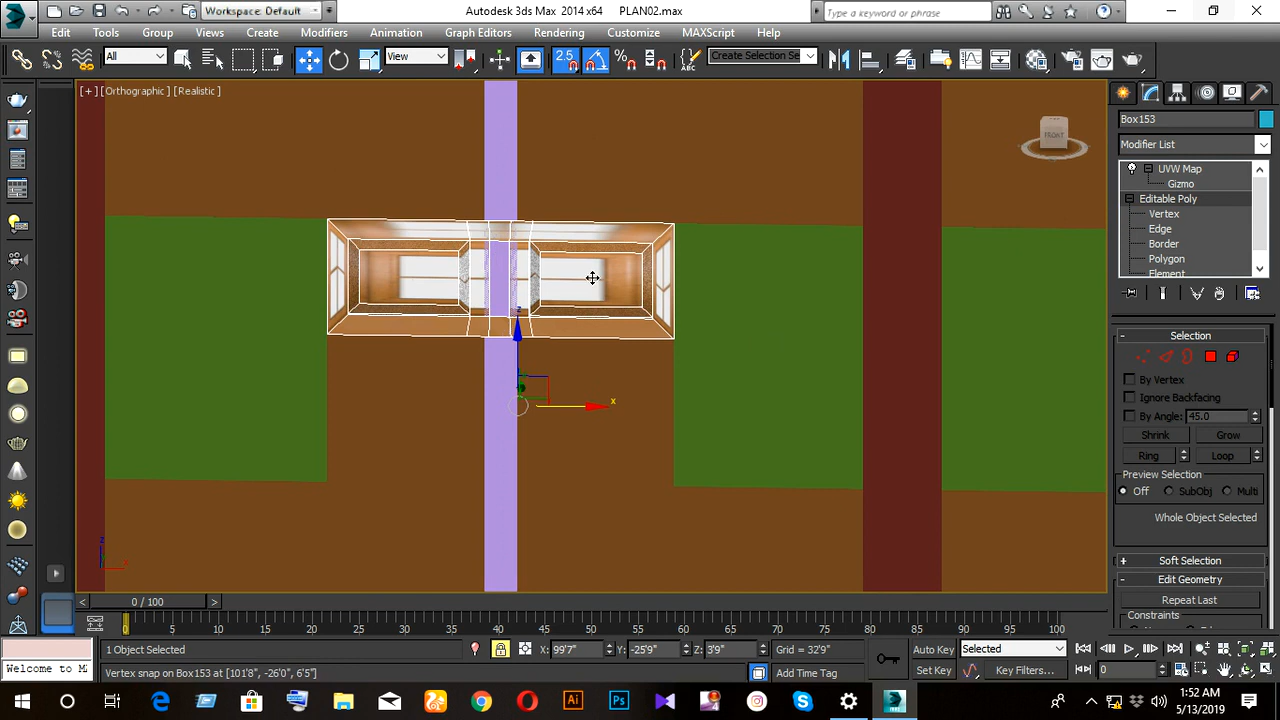 Workspace: Default
Autodesk 3ds Max 2014 x64 PLAN02.max
Type a keyword or phrase
Edit Tools Group Views Create Modifiers Animation Graph Editors Rendering Customize MAXScript Help
All View 2.5 Create Selection Se
[+] [Orthographic] [Realistic]
FRONT
Box153
Modifier List
UVW Map
Gizmo
Editable Poly
Vertex
Edge
Border
Polygon
Element
Selection
By Vertex
Ignore Backfacing
By Angle: 45.0
Shrink Grow
Ring Loop
Preview Selection
Off SubObj Multi
Whole Object Selected
Soft Selection
Edit Geometry
Repeat Last
Constraints
z
x
z
x
0 / 100
0 5 10 15 20 25 30 35 40 45 50 55 60 65 70 75 80 85 90 95 100
1 Object Selected X: 99'7" Y: -25'9" Z: 3'9" Grid = 32'9" Auto Key Selected
Welcome to M Vertex snap on Box153 at [101'8", -26'0, 6'5"] Add Time Tag Set Key Key Filters... 0
1:52 AM
5/13/2019